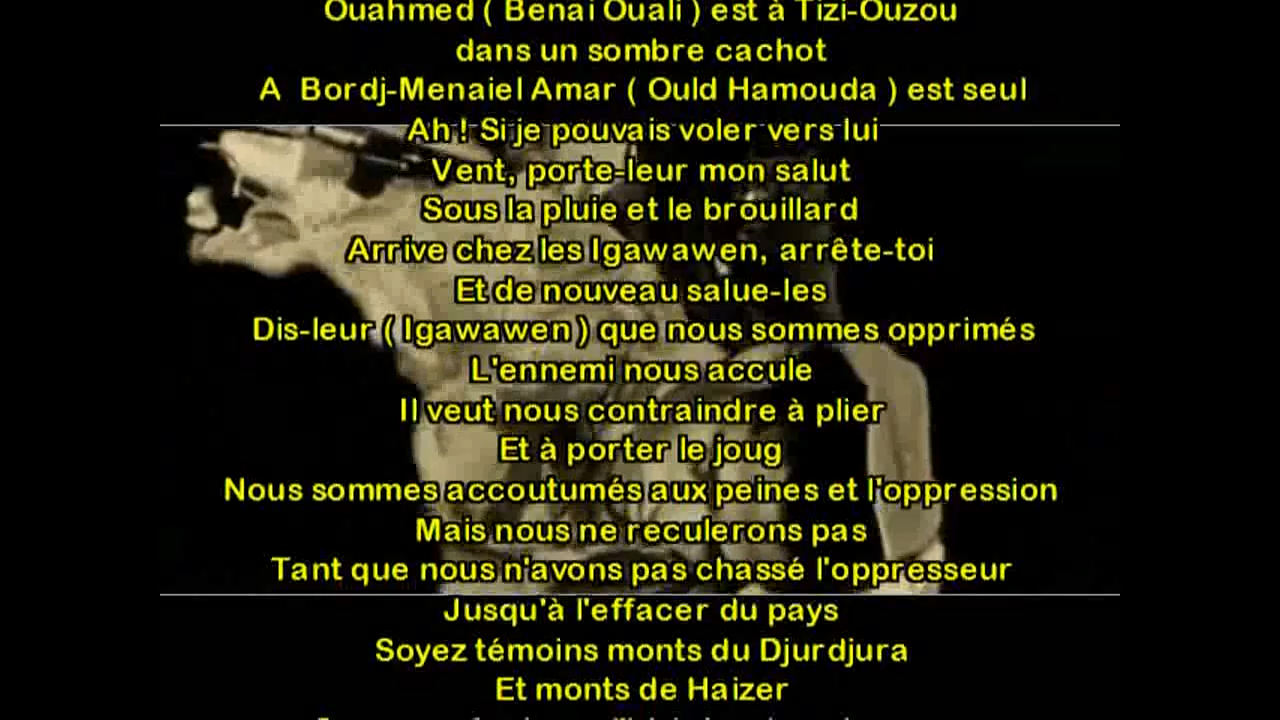 Ouahmed ( Benai Ouali ) est à Tizi-Ouzou
dans un sombre cachot
A Bordj-Menaiel Amar ( Ould Hamouda ) est seul
Ah ! Si je pouvais voler vers lui
Vent, porte-leur mon salut
Sous la pluie et le brouillard
Arrive chez les Igawawen, arrête-toi
Et de nouveau salue-les
Dis-leur ( Igawawen ) que nous sommes opprimés
L'ennemi nous accule
Il veut nous contraindre à plier
Et à porter le joug
Nous sommes accoutumés aux peines et l'oppression
Mais nous ne reculerons pas
Tant que nous n'avons pas chassé l'oppresseur
Jusqu'à l'effacer du pays
Soyez témoins monts du Djurdjura
Et monts de Haizer